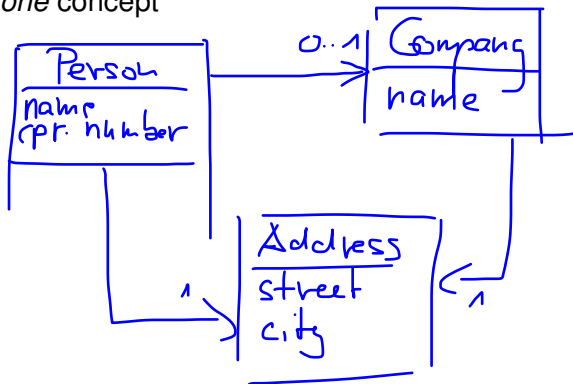 one concept
Person
name
cpr. number
0..1
Company
name
Address
street
city
1
1